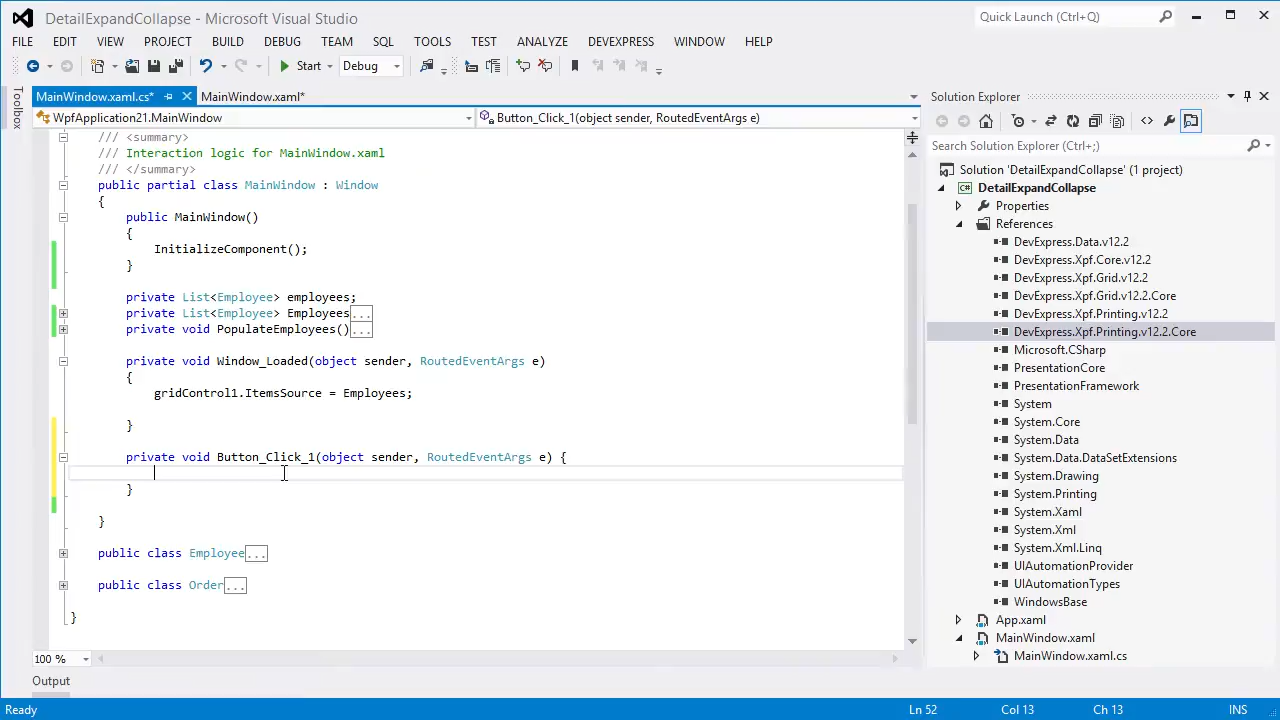 DetailExpandCollapse - Microsoft Visual Studio
Quick Launch (Ctrl+Q)
FILE EDIT VIEW PROJECT BUILD DEBUG TEAM SQL TOOLS TEST ANALYZE DEVEXPRESS WINDOW HELP
Start Debug
Toolbox
MainWindow.xaml.cs* MainWindow.xaml*
WpfApplication21.MainWindow Button_Click_1(object sender, RoutedEventArgs e)
/// <summary>
/// Interaction logic for MainWindow.xaml
/// </summary>
public partial class MainWindow : Window
{
public MainWindow()
{
InitializeComponent();
}
private List<Employee> employees;
private List<Employee> Employees...
private void PopulateEmployees()...
private void Window_Loaded(object sender, RoutedEventArgs e)
{
gridControl1.ItemsSource = Employees;
}
private void Button_Click_1(object sender, RoutedEventArgs e) {
}
}
public class Employee...
public class Order...
}
100 %
Output
Solution Explorer
Search Solution Explorer (Ctrl+;)
Solution 'DetailExpandCollapse' (1 project)
DetailExpandCollapse
Properties
References
DevExpress.Data.v12.2
DevExpress.Xpf.Core.v12.2
DevExpress.Xpf.Grid.v12.2
DevExpress.Xpf.Grid.v12.2.Core
DevExpress.Xpf.Printing.v12.2
DevExpress.Xpf.Printing.v12.2.Core
Microsoft.CSharp
PresentationCore
PresentationFramework
System
System.Core
System.Data
System.Data.DataSetExtensions
System.Drawing
System.Printing
System.Xaml
System.Xml
System.Xml.Linq
UIAutomationProvider
UIAutomationTypes
WindowsBase
App.xaml
MainWindow.xaml
MainWindow.xaml.cs
Ready Ln 52 Col 13 Ch 13 INS